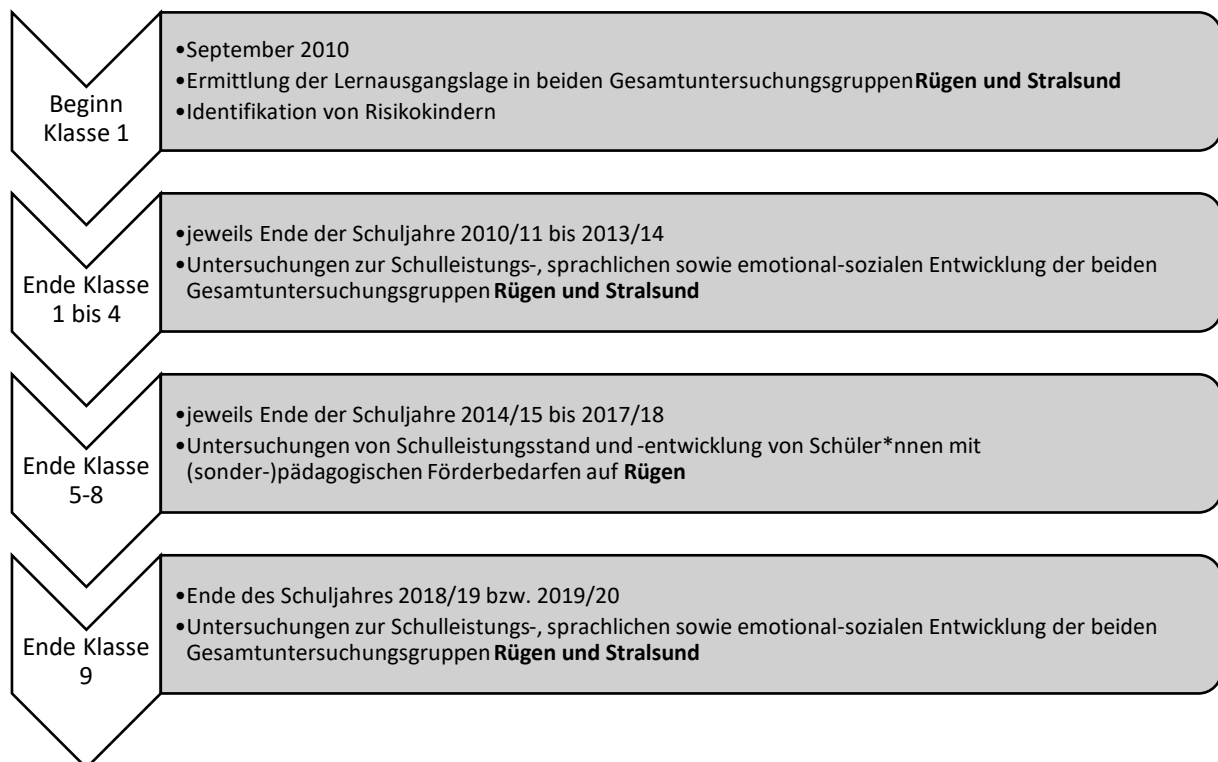 Beginn
Klasse 1
•September 2010
•Ermittlung der Lernausgangslage in beiden GesamtuntersuchungsgruppenRügen und Stralsund
•Identifikation von Risikokindern
Ende Klasse
1 bis 4
•jeweils Ende der Schuljahre 2010/11 bis 2013/14
•Untersuchungen zur Schulleistungs-, sprachlichen sowie emotional-sozialen Entwicklung der beiden
Gesamtuntersuchungsgruppen Rügen und Stralsund
Ende Klasse
5-8
•jeweils Ende der Schuljahre 2014/15 bis 2017/18
•Untersuchungen von Schulleistungsstand und -entwicklung von Schüler*nnen mit
(sonder-)pädagogischen Förderbedarfen auf Rügen
Ende Klasse
9
•Ende des Schuljahres 2018/19 bzw. 2019/20
•Untersuchungen zur Schulleistungs-, sprachlichen sowie emotional-sozialen Entwicklung der beiden
Gesamtuntersuchungsgruppen Rügen und Stralsund